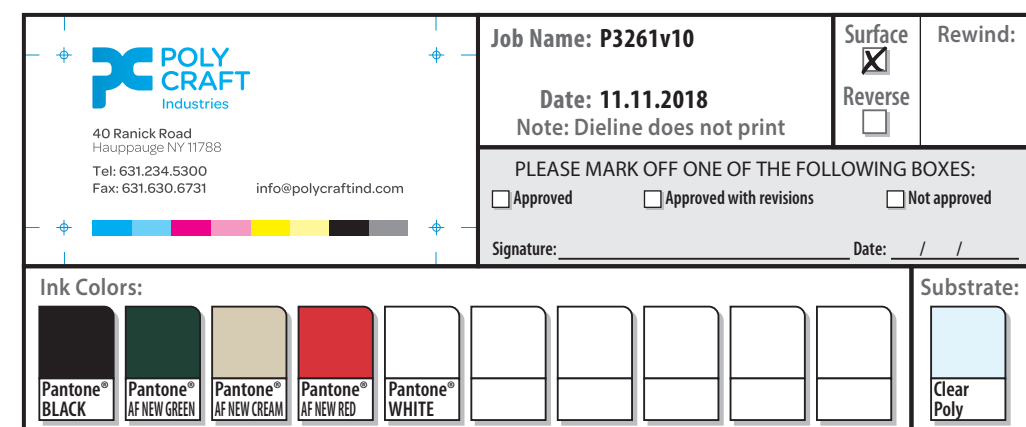 POLY
CRAFT
Industries
40 Ranick Road
Hauppauge NY 11788
Tel: 631.234.5300
Fax: 631.630.6731 info@polycraftind.com
Job Name: P3261v10
Date: 11.11.2018
Note: Dieline does not print
Surface
Reverse
Rewind:
PLEASE MARK OFF ONE OF THE FOLLOWING BOXES:
Approved Approved with revisions Not approved
Signature: Date: / /
Ink Colors:
Pantone® BLACK
Pantone® AF NEW GREEN
Pantone® AF NEW CREAM
Pantone® AF NEW RED
Pantone® WHITE
Substrate:
Clear
Poly